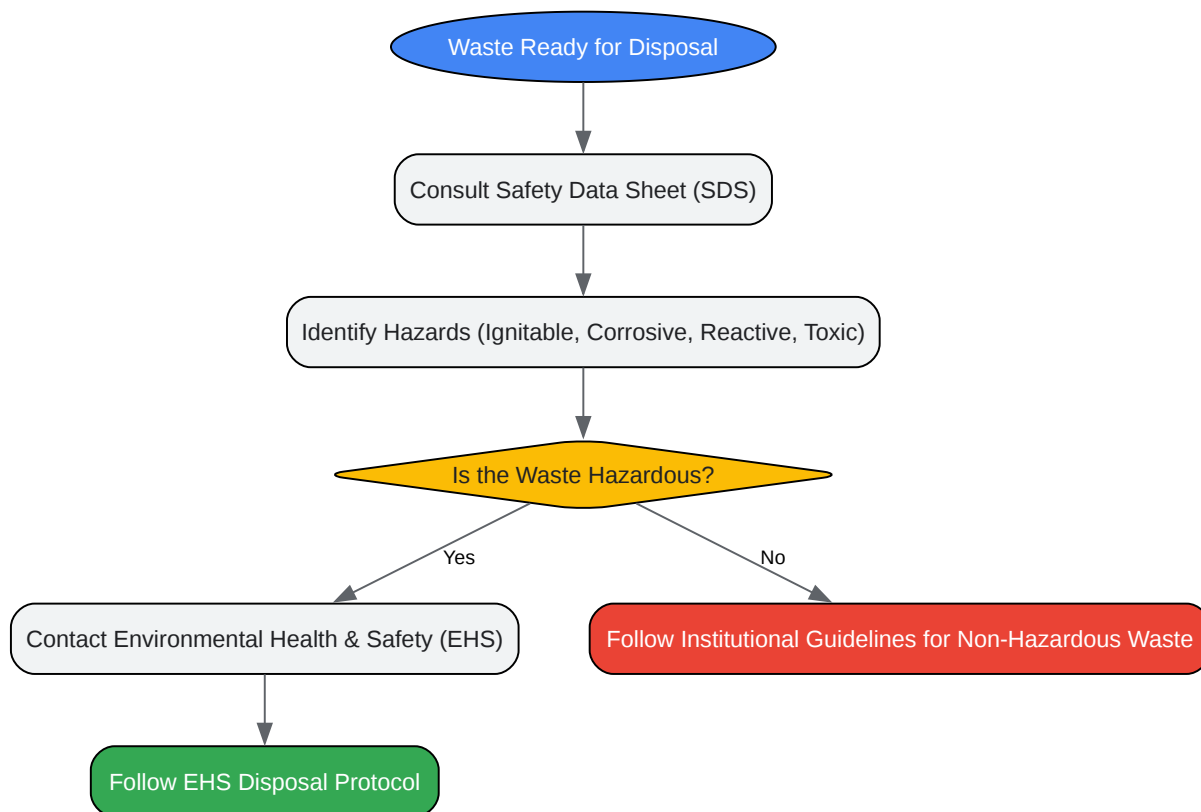 Waste Ready for Disposal
Consult Safety Data Sheet (SDS)
Identify Hazards (Ignitable, Corrosive, Reactive, Toxic)
Is the Waste Hazardous?
Yes
No
Contact Environmental Health & Safety (EHS)
Follow Institutional Guidelines for Non-Hazardous Waste
Follow EHS Disposal Protocol